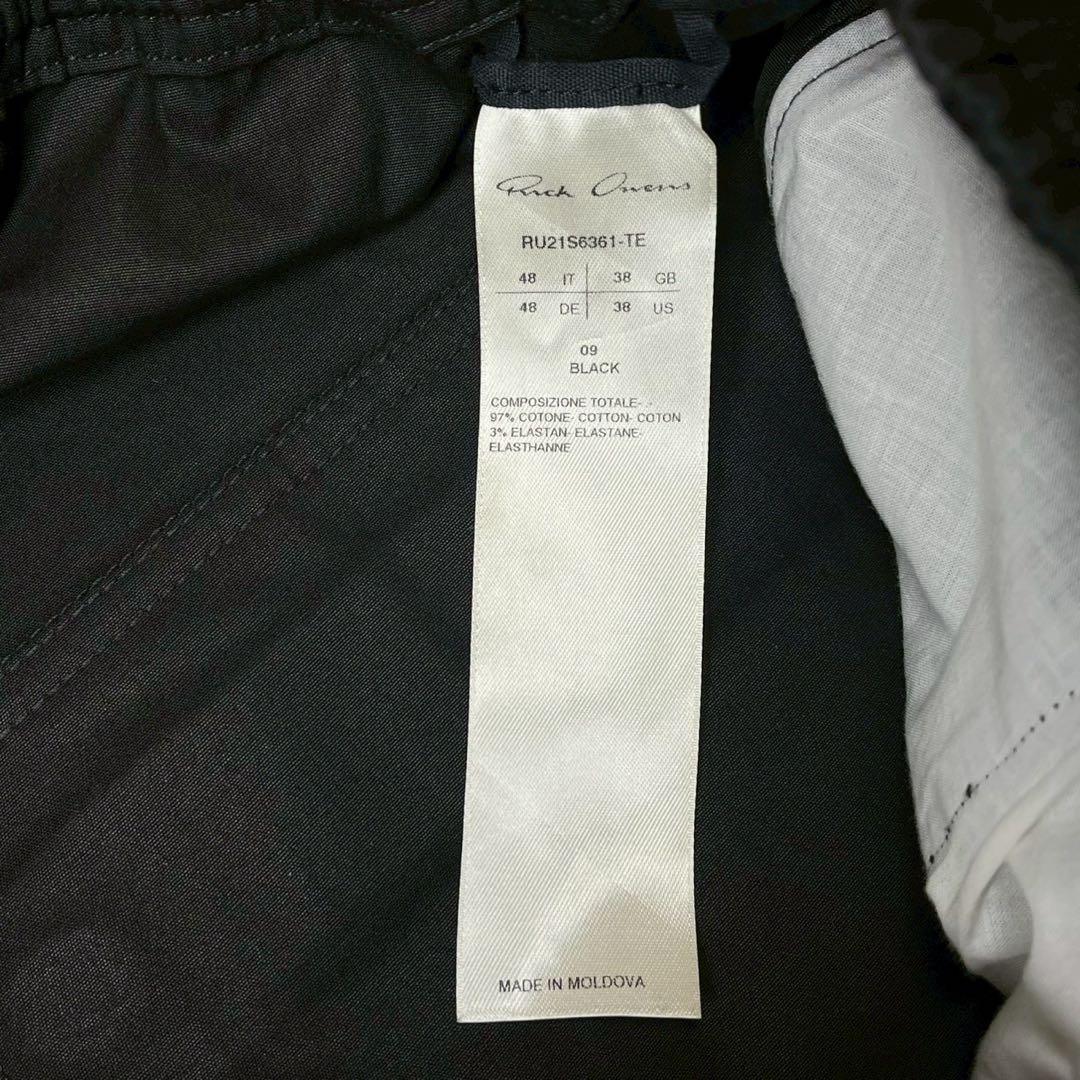 Rick Owens
RU21S6361-TE
48 IT 38 GB
48 DE 38 US
09
BLACK
COMPOSIZIONE TOTALE- -
97% COTONE- COTTON- COTON
3% ELASTAN- ELASTANE-
ELASTHANNE
MADE IN MOLDOVA